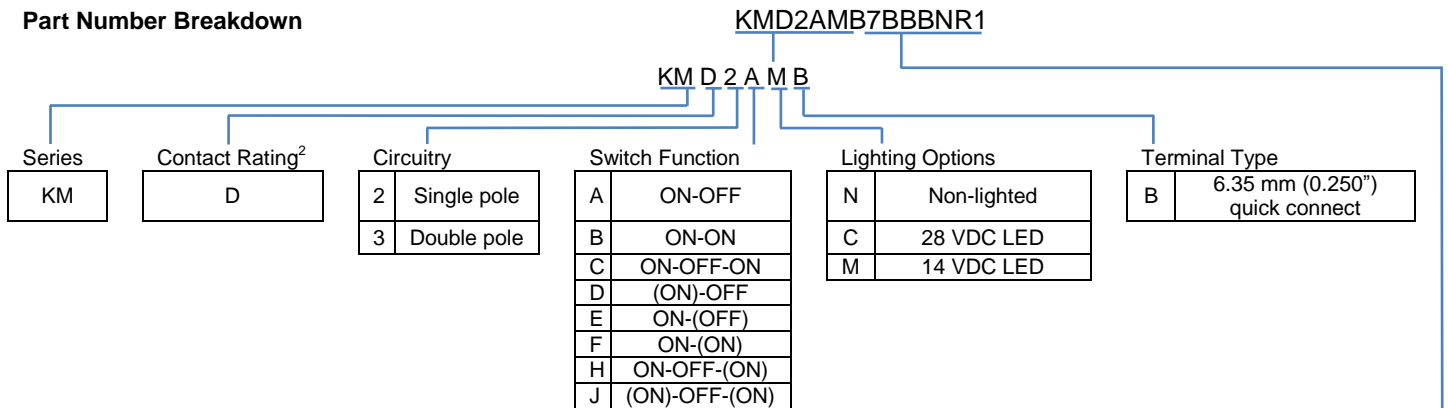 Part Number Breakdown
KMD2AMB7BBBNR1
KM D 2 A M B
Series
KM
Contact Rating2
D
Circuitry
2 Single pole
3 Double pole
Switch Function
A ON-OFF
B ON-ON
C ON-OFF-ON
D (ON)-OFF
E ON-(OFF)
F ON-(ON)
H ON-OFF-(ON)
J (ON)-OFF-(ON)
Lighting Options
N Non-lighted
C 28 VDC LED
M 14 VDC LED
Terminal Type
B 6.35 mm (0.250”)
quick connect